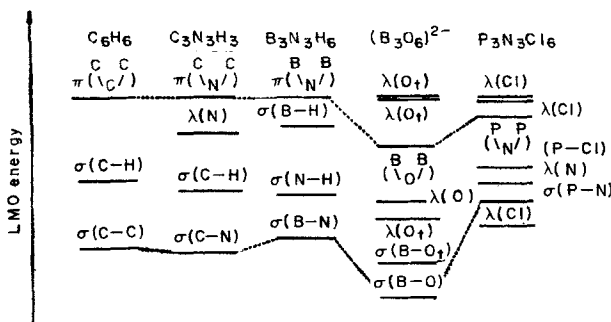 C6H6 C3N3H3 B3N3H6 (B3O6)2− P3N3Cl6
C C C B B λ(Ot) λ(Cl)
π(\C/) π(\N/) π(\N/)
σ(B−H) λ(Ot) λ(Cl)
λ(N)
P P
(\N/) (P−Cl)
B B
(\O/) λ(N)
σ(C−H) σ(C−H) σ(N−H) λ(O) σ(P−N)
λ(Ot) λ(Cl)
σ(C−C) σ(C−N) σ(B−N) σ(B−Ot)
σ(B−O)
LMO energy